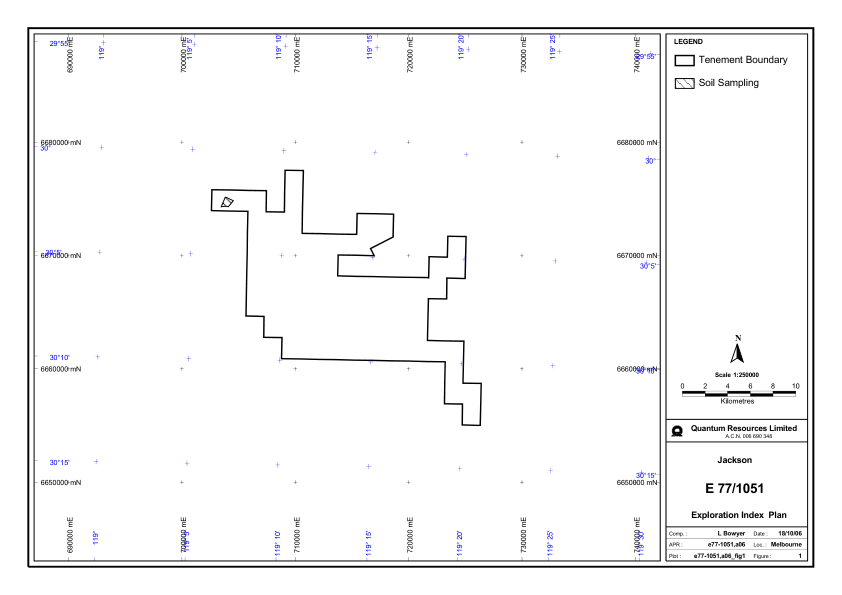 29°55'
690000 mE
119°
700000 mE
119° 5'
710000 mE
119° 10'
119° 15'
720000 mE
119° 20'
730000 mE
119° 25'
740000 mE
29°55'
6680000 mN
6680000 mN
30°
30°
6670000 mN
30°5'
6670000 mN
30°5'
30°10'
6660000 mN
6660000 mN
30°10'
30°15'
6650000 mN
30°15'
6650000 mN
690000 mE
119°
700000 mE
119° 5'
119° 10'
710000 mE
119° 15'
720000 mE
119° 20'
730000 mE
119° 25'
740000 mE
119° 30'
LEGEND
Tenement Boundary
Soil Sampling
N
Scale 1:250000
0 2 4 6 8 10
Kilometres
Quantum Resources Limited
A.C.N. 006 690 348
Jackson
E 77/1051
Exploration Index Plan
Comp.: L Bowyer Date: 18/10/06
APR: e77-1051,a06 Loc.: Melbourne
Plot: e77-1051,a06_fig1 Figure: 1